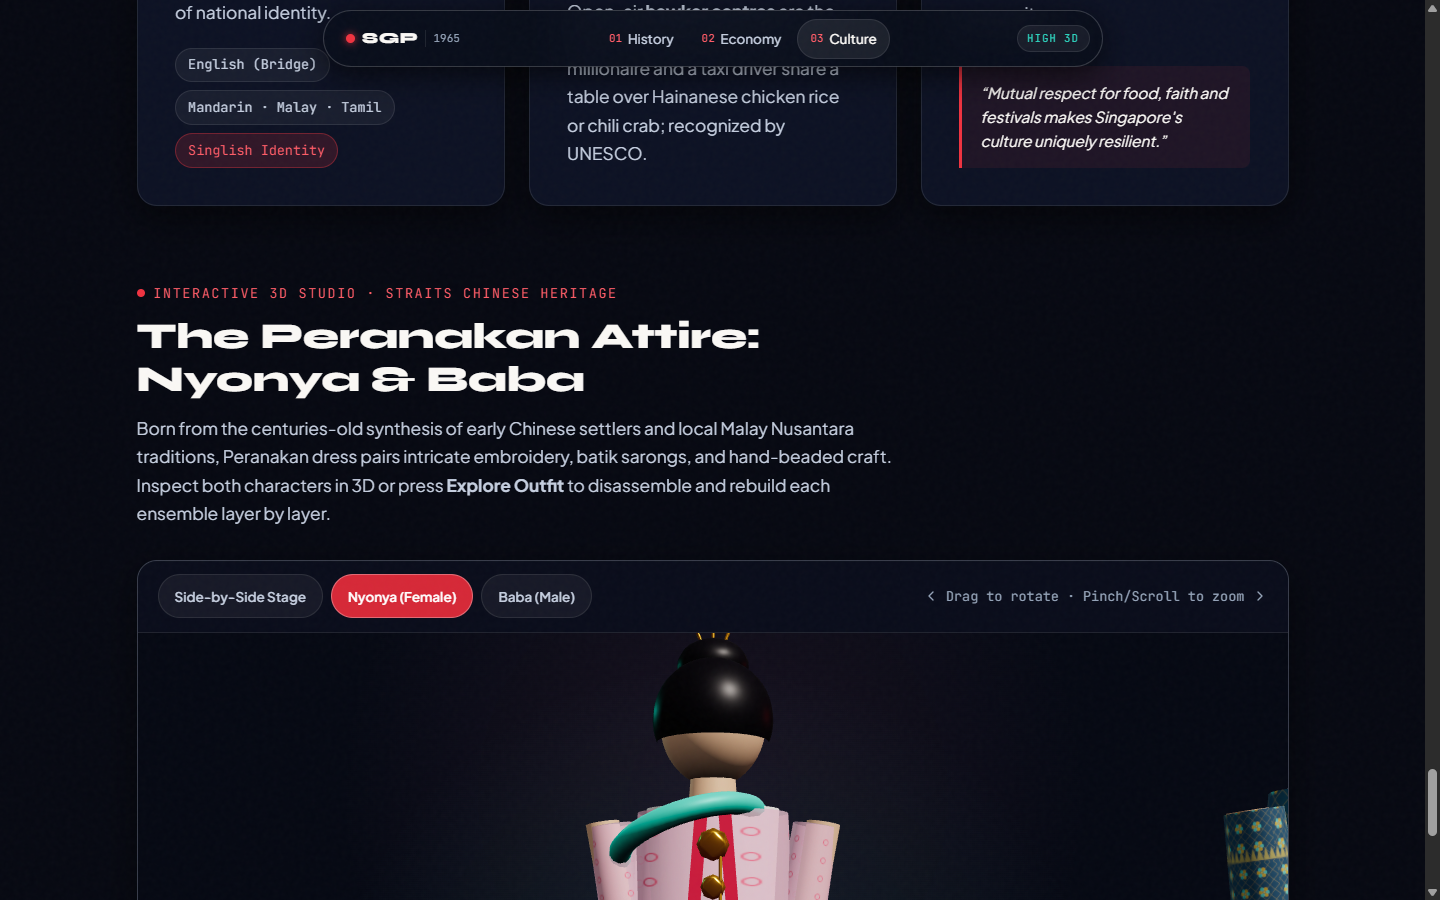 of national identity.
English (Bridge)
Mandarin · Malay · Tamil
Singlish Identity
millionaire and a taxi driver share a
table over Hainanese chicken rice
or chili crab; recognized by
UNESCO.
“Mutual respect for food, faith and
festivals makes Singapore's
culture uniquely resilient.”
SGP
1965
01 History
02 Economy
03 Culture
HIGH 3D
INTERACTIVE 3D STUDIO · STRAITS CHINESE HERITAGE
The Peranakan Attire:
Nyonya & Baba
Born from the centuries-old synthesis of early Chinese settlers and local Malay Nusantara
traditions, Peranakan dress pairs intricate embroidery, batik sarongs, and hand-beaded craft.
Inspect both characters in 3D or press Explore Outfit to disassemble and rebuild each
ensemble layer by layer.
Side-by-Side Stage
Nyonya (Female)
Baba (Male)
Drag to rotate · Pinch/Scroll to zoom